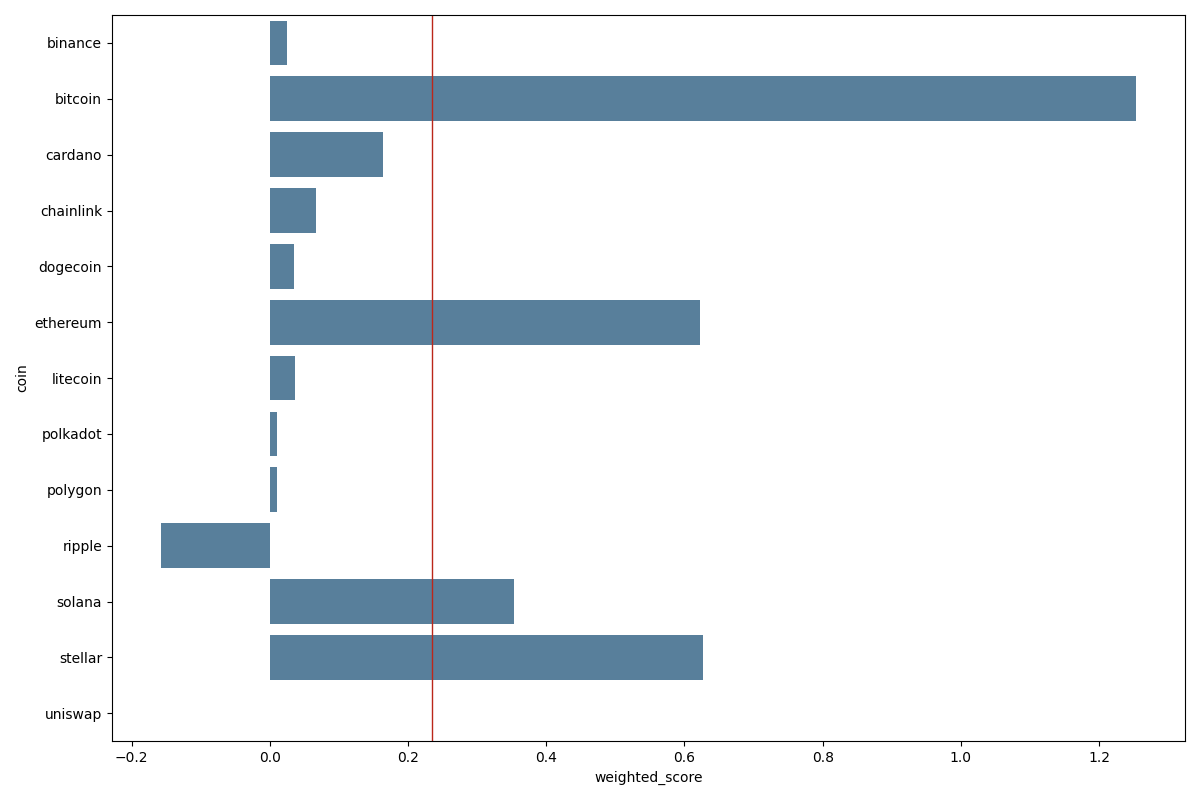 binance
bitcoin
cardano
chainlink
dogecoin
ethereum
litecoin
polkadot
polygon
ripple
solana
stellar
uniswap
coin
−0.2 0.0 0.2 0.4 0.6 0.8 1.0 1.2
weighted_score